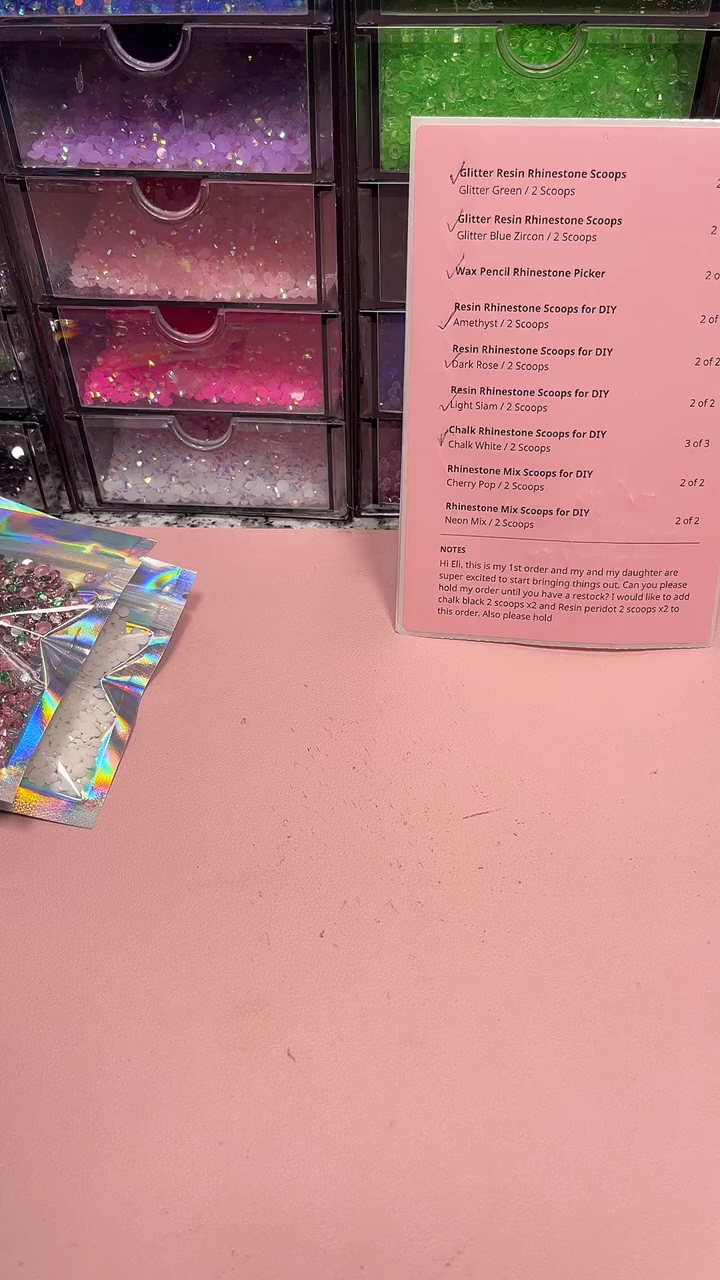 Glitter Resin Rhinestone Scoops
Glitter Green / 2 Scoops
2
Glitter Resin Rhinestone Scoops
Glitter Blue Zircon / 2 Scoops
2
Wax Pencil Rhinestone Picker
2 o
Resin Rhinestone Scoops for DIY
Amethyst / 2 Scoops
2 of
Resin Rhinestone Scoops for DIY
Dark Rose / 2 Scoops
2 of 2
Resin Rhinestone Scoops for DIY
Light Siam / 2 Scoops
2 of 2
Chalk Rhinestone Scoops for DIY
Chalk White / 2 Scoops
3 of 3
Rhinestone Mix Scoops for DIY
Cherry Pop / 2 Scoops
2 of 2
Rhinestone Mix Scoops for DIY
Neon Mix / 2 Scoops
2 of 2
NOTES
Hi Eli, this is my 1st order and my and my daughter are
super excited to start bringing things out. Can you please
hold my order until you have a restock? I would like to add
chalk black 2 scoops x2 and Resin peridot 2 scoops x2 to
this order. Also please hold